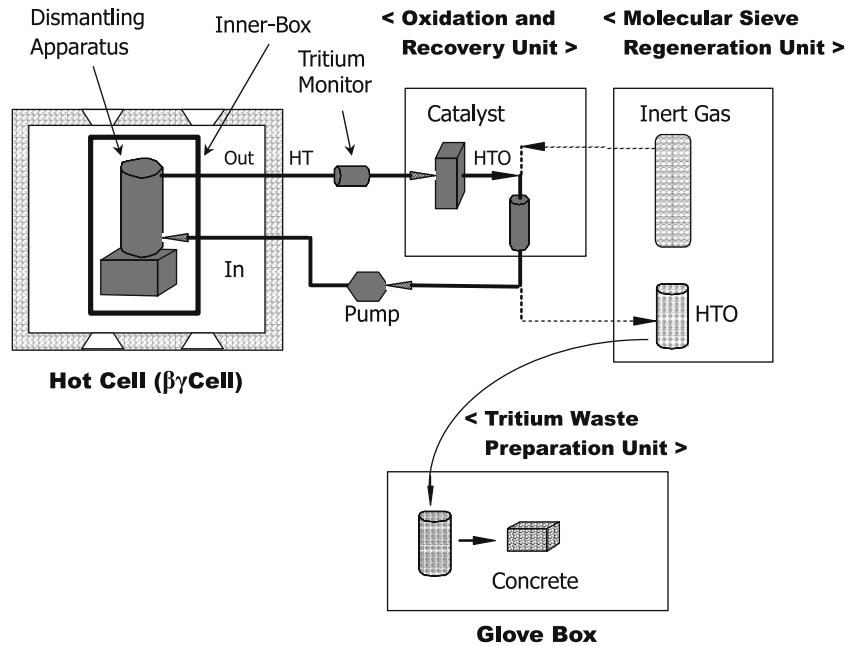 Dismantling
Apparatus
Inner-Box
Tritium
Monitor
< Oxidation and
Recovery Unit >
< Molecular Sieve
Regeneration Unit >
Catalyst
Inert Gas
Out
HT
HTO
In
Pump
HTO
Hot Cell (βγCell)
< Tritium Waste
Preparation Unit >
Concrete
Glove Box